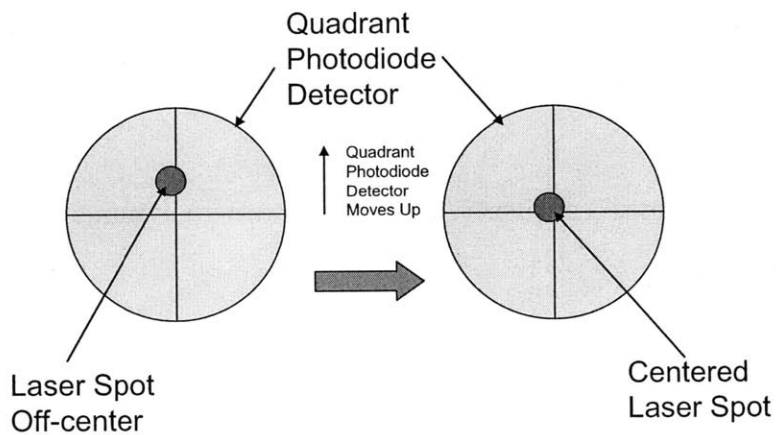 Quadrant
Photodiode
Detector
Quadrant
Photodiode
Detector
Moves Up
Laser Spot
Off-center
Centered
Laser Spot